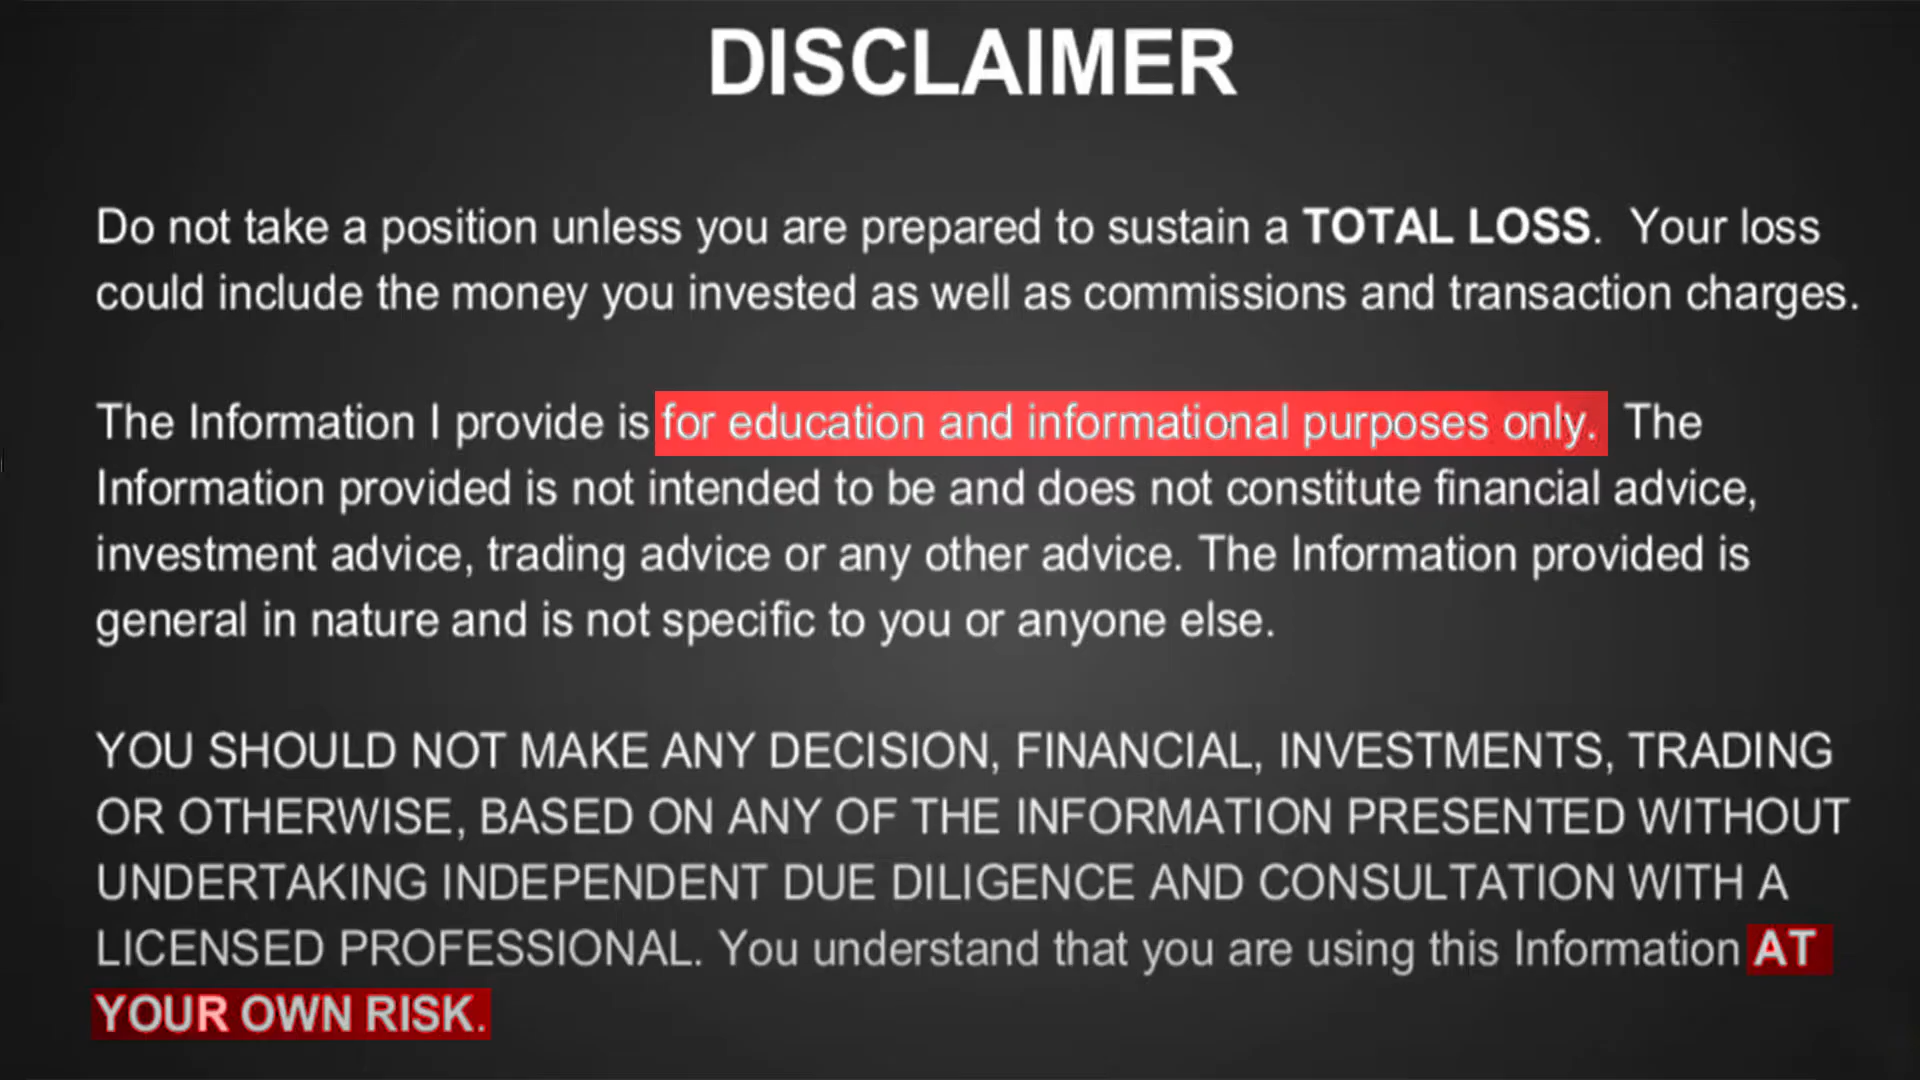 DISCLAIMER
Do not take a position unless you are prepared to sustain a TOTAL LOSS.  Your loss
could include the money you invested as well as commissions and transaction charges.
The Information I provide is for education and informational purposes only.  The
Information provided is not intended to be and does not constitute financial advice,
investment advice, trading advice or any other advice. The Information provided is
general in nature and is not specific to you or anyone else.
YOU SHOULD NOT MAKE ANY DECISION, FINANCIAL, INVESTMENTS, TRADING
OR OTHERWISE, BASED ON ANY OF THE INFORMATION PRESENTED WITHOUT
UNDERTAKING INDEPENDENT DUE DILIGENCE AND CONSULTATION WITH A
LICENSED PROFESSIONAL. You understand that you are using this Information AT
YOUR OWN RISK.